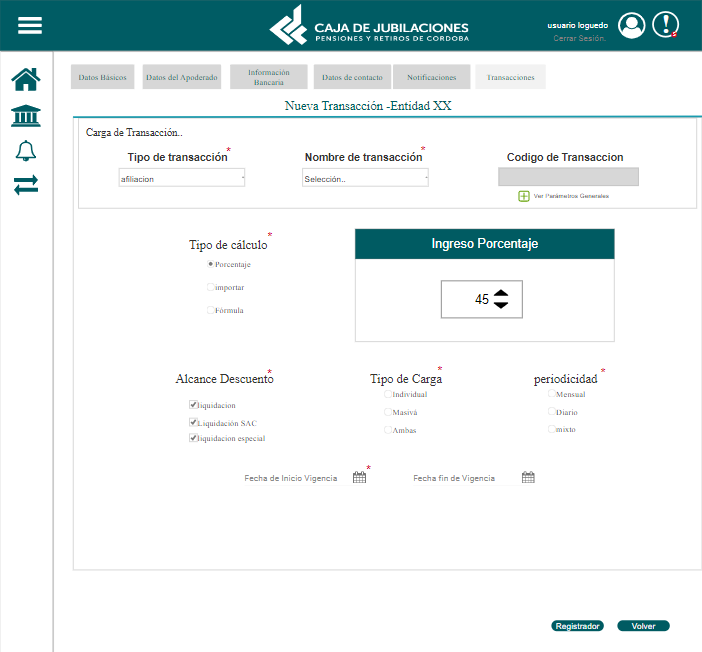 CAJA DE JUBILACIONES
PENSIONES Y RETIROS DE CORDOBA
usuario loguedo
Cerrar Sesión.
Datos Básicos
Datos del Apoderado
Información
Bancaria
Datos de contacto
Notificaciones
Transacciones
Nueva Transacción -Entidad XX
Carga de Transacción..
Tipo de transacción*
Nombre de transacción*
Codigo de Transaccion
afiliacion
Selección..
Ver Parámetros Generales
Tipo de cálculo*
Porcentaje
importar
Fórmula
Ingreso Porcentaje
45
Alcance Descuento*
liquidacion
Liquidación SAC
liquidacion especial
Tipo de Carga*
Individual
Masiva
Ambas
periodicidad *
Mensual
Diario
mixto
Fecha de Inicio Vigencia *
Fecha fin de Vigencia
Registrador
Volver